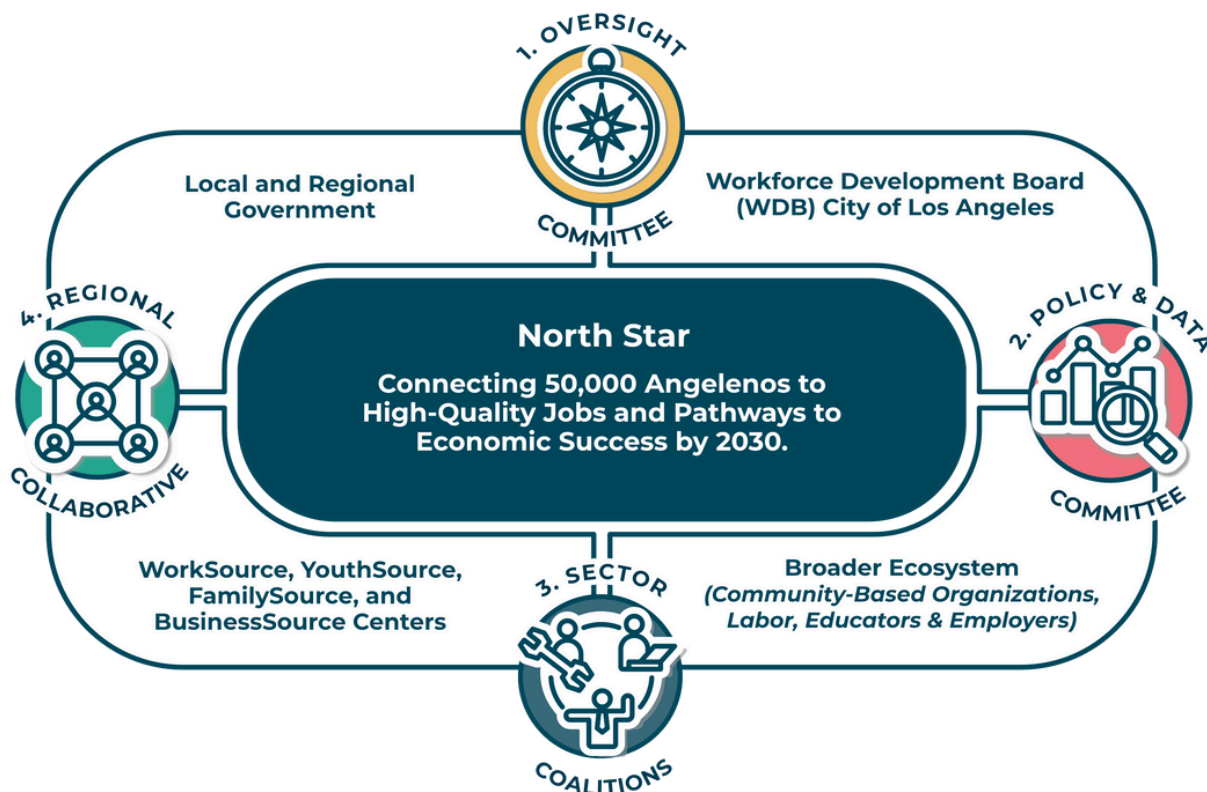 1. OVERSIGHT
COMMITTEE
Local and Regional
Government
Workforce Development Board
(WDB) City of Los Angeles
4. REGIONAL
COLLABORATIVE
North Star
Connecting 50,000 Angelenos to
High-Quality Jobs and Pathways to
Economic Success by 2030.
2. POLICY & DATA
COMMITTEE
WorkSource, YouthSource,
FamilySource, and
BusinessSource Centers
3. SECTOR
COALITIONS
Broader Ecosystem
(Community-Based Organizations,
Labor, Educators & Employers)